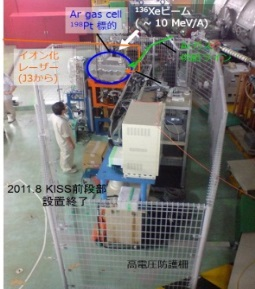 Ar gas cell
¹⁹⁸Pt 標的
¹³⁶Xeビーム
( ~ 10 MeV/A)
イオン化
レーザー
(J3から)
2011.8 KISS前段部
設置終了
高電圧防護柵